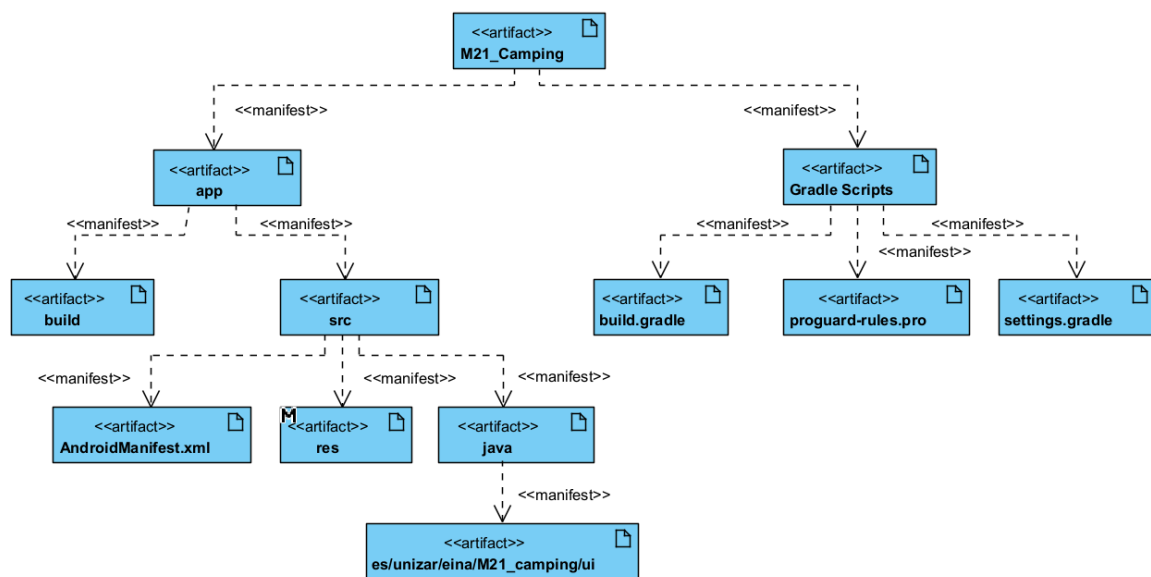 <<artifact>>
M21_Camping
<<manifest>>
<<manifest>>
<<artifact>>
app
<<artifact>>
Gradle Scripts
<<manifest>>
<<manifest>>
<<manifest>>
<<manifest>>
<<manifest>>
<<artifact>>
build
<<artifact>>
src
<<artifact>>
build.gradle
<<artifact>>
proguard-rules.pro
<<artifact>>
settings.gradle
<<manifest>>
<<manifest>>
<<manifest>>
<<artifact>>
AndroidManifest.xml
M
<<artifact>>
res
<<artifact>>
java
<<manifest>>
<<artifact>>
es/unizar/eina/M21_camping/ui